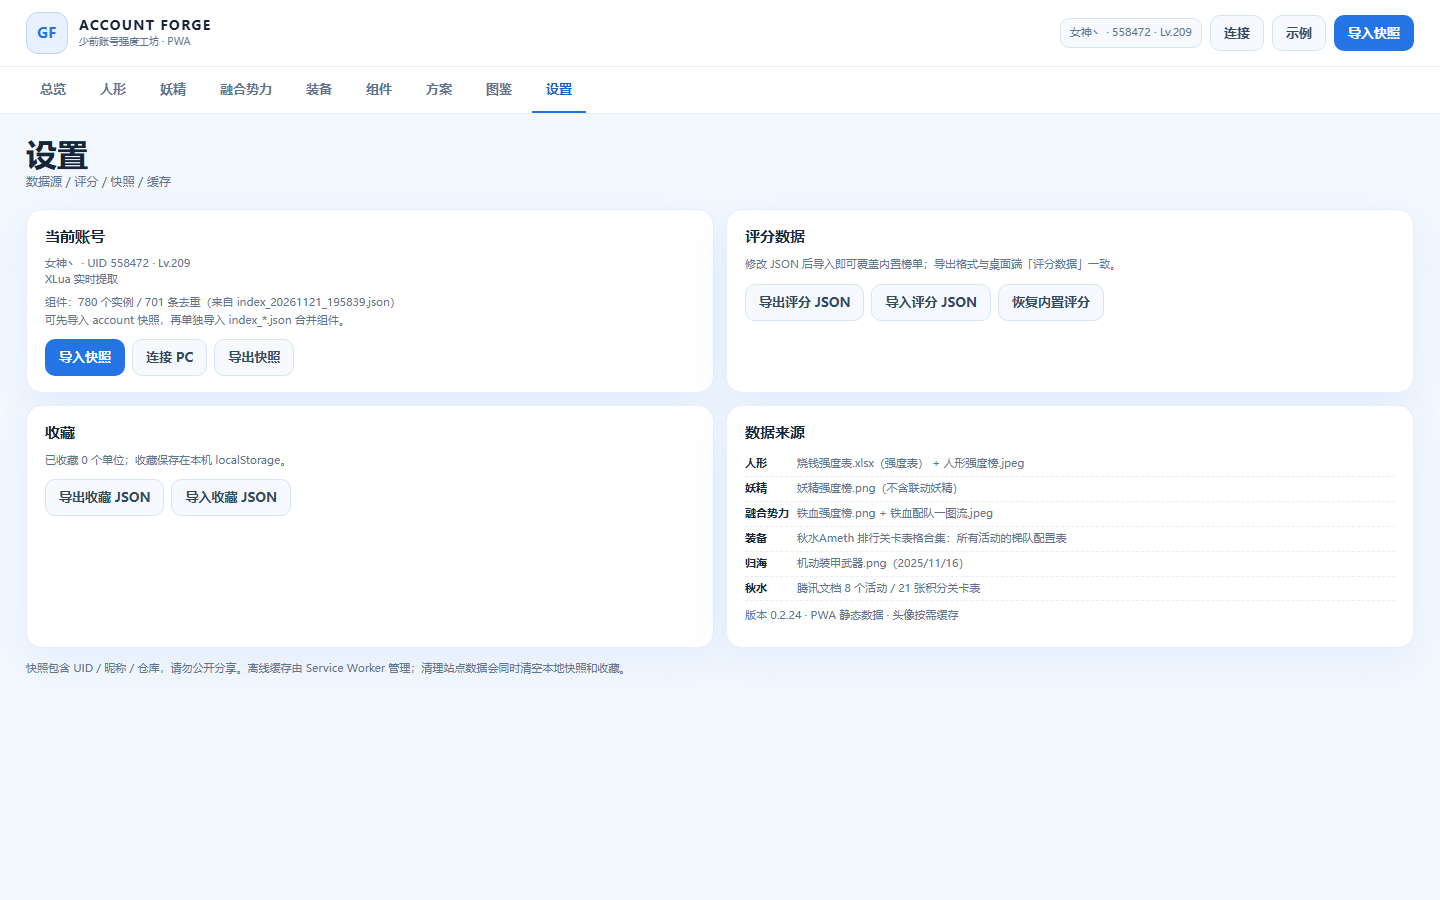 GF
ACCOUNT FORGE
少前账号强度工坊 · PWA
女神丶 · 558472 · Lv.209
连接
示例
导入快照
总览
人形
妖精
融合势力
装备
组件
方案
图鉴
设置
设置
数据源 / 评分 / 快照 / 缓存
当前账号
女神丶 · UID 558472 · Lv.209
XLua 实时提取
组件：780 个实例 / 701 条去重（来自 index_20261121_195839.json）
可先导入 account 快照，再单独导入 index_*.json 合并组件。
导入快照
连接 PC
导出快照
评分数据
修改 JSON 后导入即可覆盖内置榜单；导出格式与桌面端「评分数据」一致。
导出评分 JSON
导入评分 JSON
恢复内置评分
收藏
已收藏 0 个单位；收藏保存在本机 localStorage。
导出收藏 JSON
导入收藏 JSON
数据来源
人形 烧钱强度表.xlsx（强度表） + 人形强度榜.jpeg
妖精 妖精强度榜.png（不含联动妖精）
融合势力 铁血强度榜.png + 铁血配队一图流.jpeg
装备 秋水Ameth 排行关卡表格合集：所有活动的梯队配置表
归海 机动装甲武器.png（2025/11/16）
秋水 腾讯文档 8 个活动 / 21 张积分关卡表
版本 0.2.24 · PWA 静态数据 · 头像按需缓存
快照包含 UID / 昵称 / 仓库，请勿公开分享。离线缓存由 Service Worker 管理；清理站点数据会同时清空本地快照和收藏。